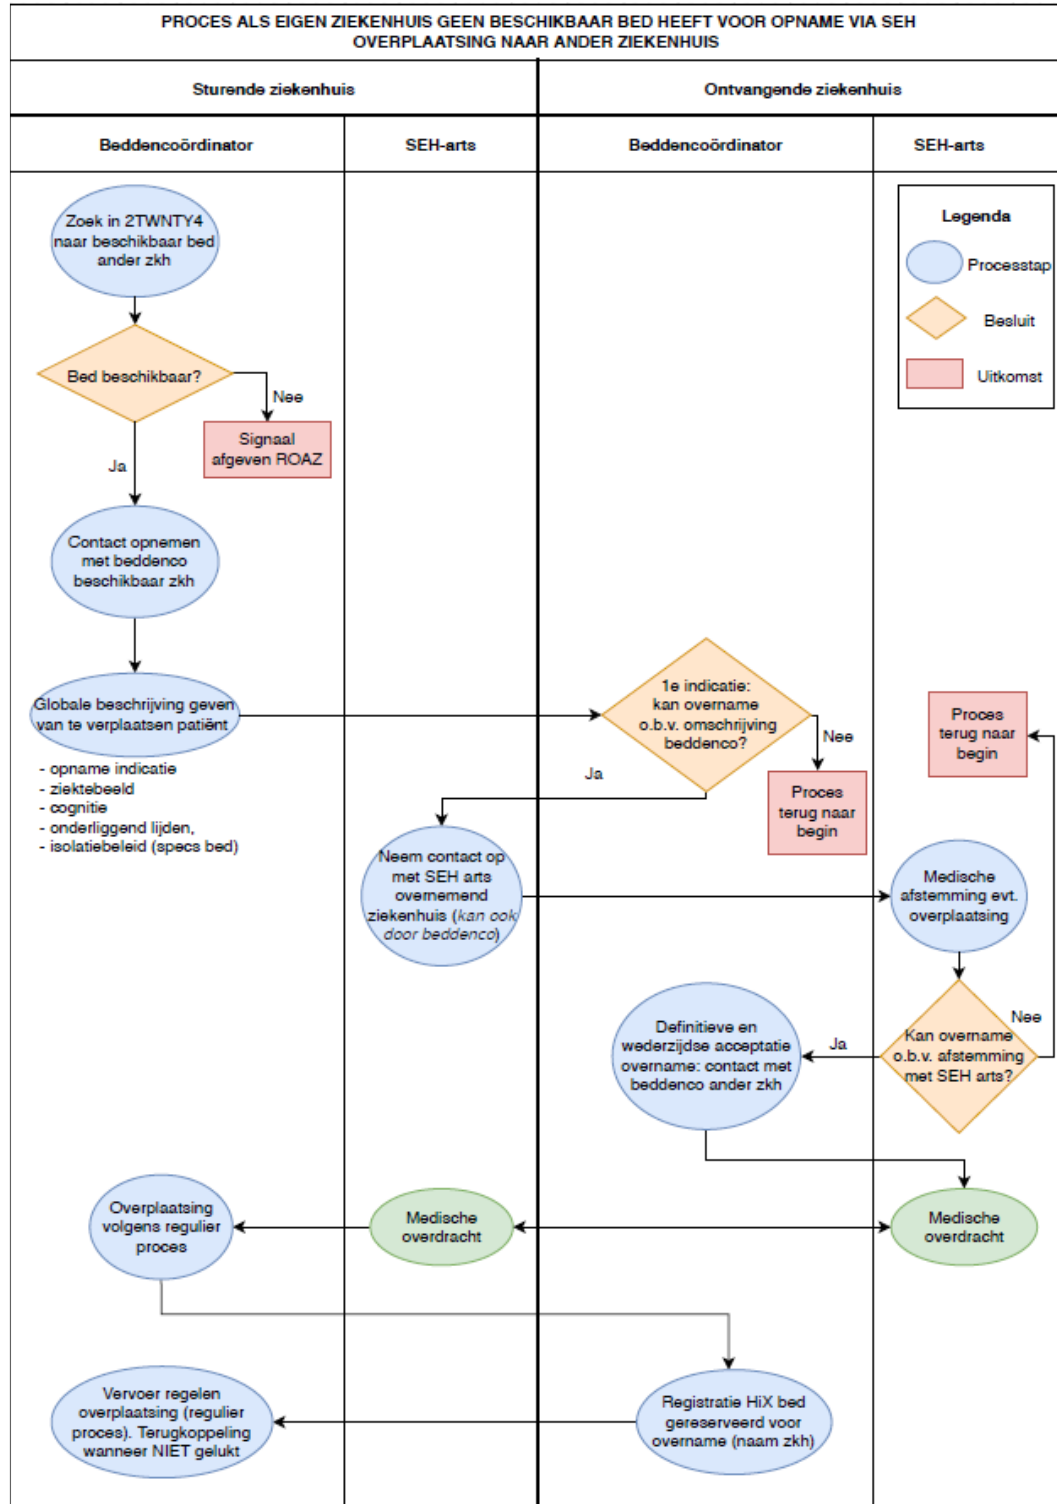 PROCES ALS EIGEN ZIEKENHUIS GEEN BESCHIKBAAR BED HEEFT VOOR OPNAME VIA SEH
OVERPLAATSING NAAR ANDER ZIEKENHUIS
Sturende ziekenhuis
Ontvangende ziekenhuis
Beddencoördinator
SEH-arts
Beddencoördinator
SEH-arts
Legenda
Processtap
Besluit
Uitkomst
Zoek in 2TWNTY4
naar beschikbaar bed
ander zkh
Bed beschikbaar?
Nee
Signaal
afgeven ROAZ
Ja
Contact opnemen
met beddenco
beschikbaar zkh
Globale beschrijving geven
van te verplaatsen patiënt
- opname indicatie
- ziektebeeld
- cognitie
- onderliggend lijden,
- isolatiebeleid (specs bed)
1e indicatie:
kan overname
o.b.v. omschrijving
beddenco?
Nee
Proces
terug naar
begin
Ja
Neem contact op
met SEH arts
overnemend
ziekenhuis (kan ook
door beddenco)
Medische
afstemming evt.
overplaatsing
Kan overname
o.b.v. afstemming
met SEH arts?
Nee
Proces
terug naar
begin
Ja
Definitieve en
wederzijdse acceptatie
overname: contact met
beddenco ander zkh
Medische
overdracht
Medische
overdracht
Overplaatsing
volgens regulier
proces
Registratie HiX bed
gereserveerd voor
overname (naam zkh)
Vervoer regelen
overplaatsing (regulier
proces). Terugkoppeling
wanneer NIET gelukt